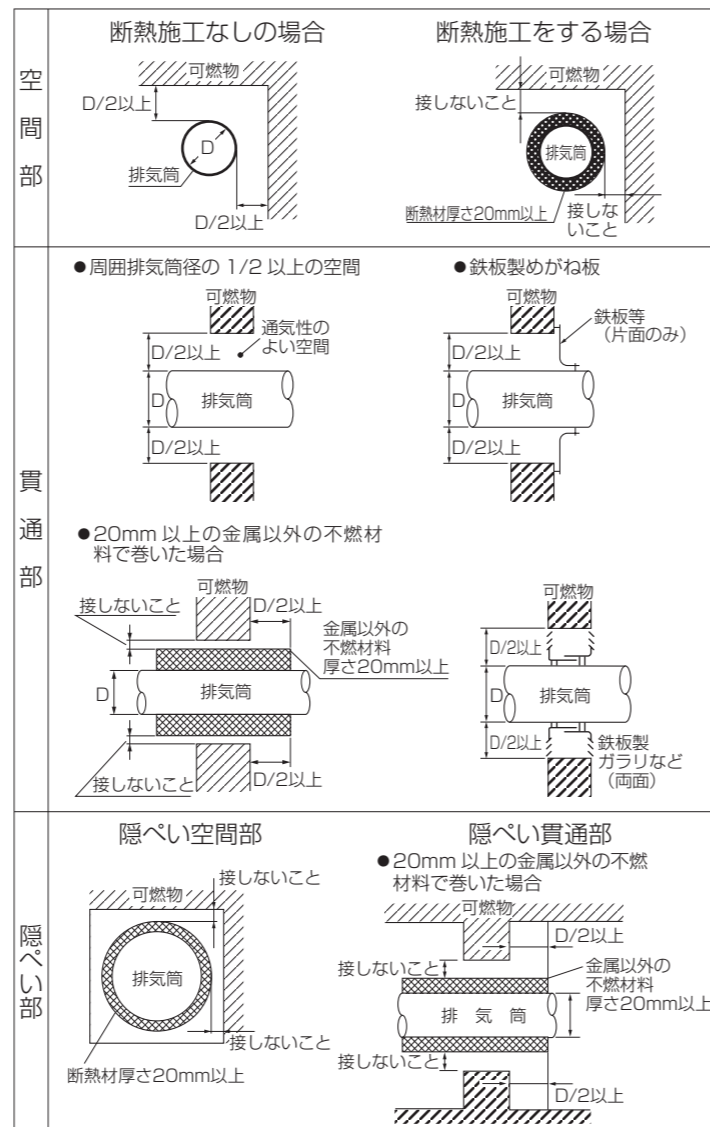 空間部
断熱施工なしの場合
可燃物
D/2以上
D
排気筒
D/2以上
断熱施工をする場合
可燃物
接しないこと
排気筒
断熱材厚さ20mm以上
接しな
いこと
貫通部
●周囲排気筒径の 1/2 以上の空間
可燃物
通気性の
よい空間
D/2以上
D
排気筒
D/2以上
●鉄板製めがね板
可燃物
鉄板等
(片面のみ)
D/2以上
D
排気筒
D/2以上
●20mm 以上の金属以外の不燃材
料で巻いた場合
可燃物
接しないこと
D/2以上
金属以外の
不燃材料
厚さ20mm以上
D
排気筒
接しないこと
D/2以上
可燃物
D/2以上
D
排気筒
D/2以上
鉄板製
ガラリなど
(両面)
隠ぺい部
隠ぺい空間部
接しないこと
可燃物
排気筒
接しないこと
断熱材厚さ20mm以上
隠ぺい貫通部
●20mm 以上の金属以外の不燃
材料で巻いた場合
可燃物
D/2以上
接しないこと
金属以外の
不燃材料
厚さ20mm以上
排気筒
接しないこと
D/2以上